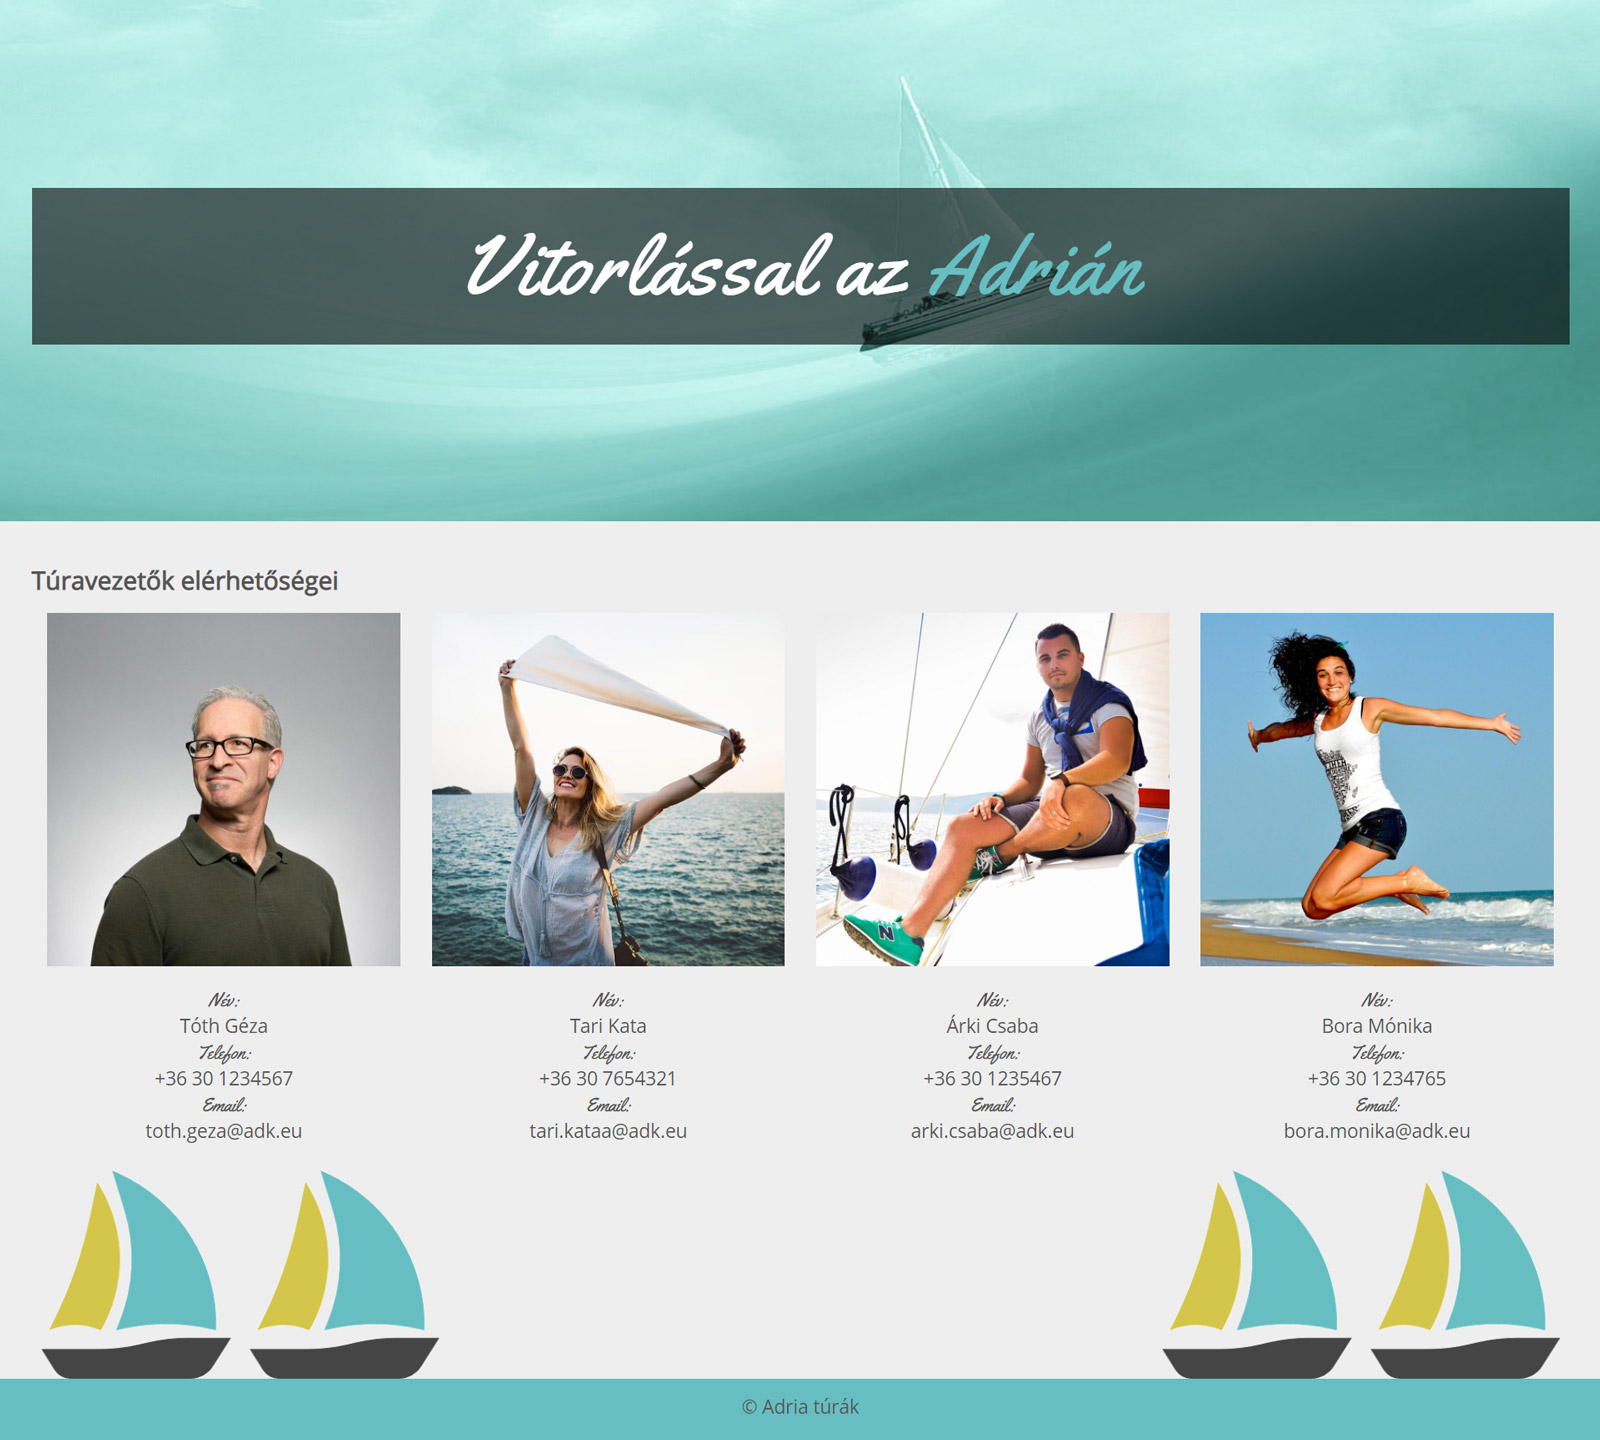 Vitorlással az Adrián
Túravezetők elérhetőségei
Név:
Tóth Géza
Telefon:
+36 30 1234567
Email:
toth.geza@adk.eu
Név:
Tari Kata
Telefon:
+36 30 7654321
Email:
tari.kataa@adk.eu
N
Név:
Árki Csaba
Telefon:
+36 30 1235467
Email:
arki.csaba@adk.eu
Név:
Bora Mónika
Telefon:
+36 30 1234765
Email:
bora.monika@adk.eu
© Adria túrák